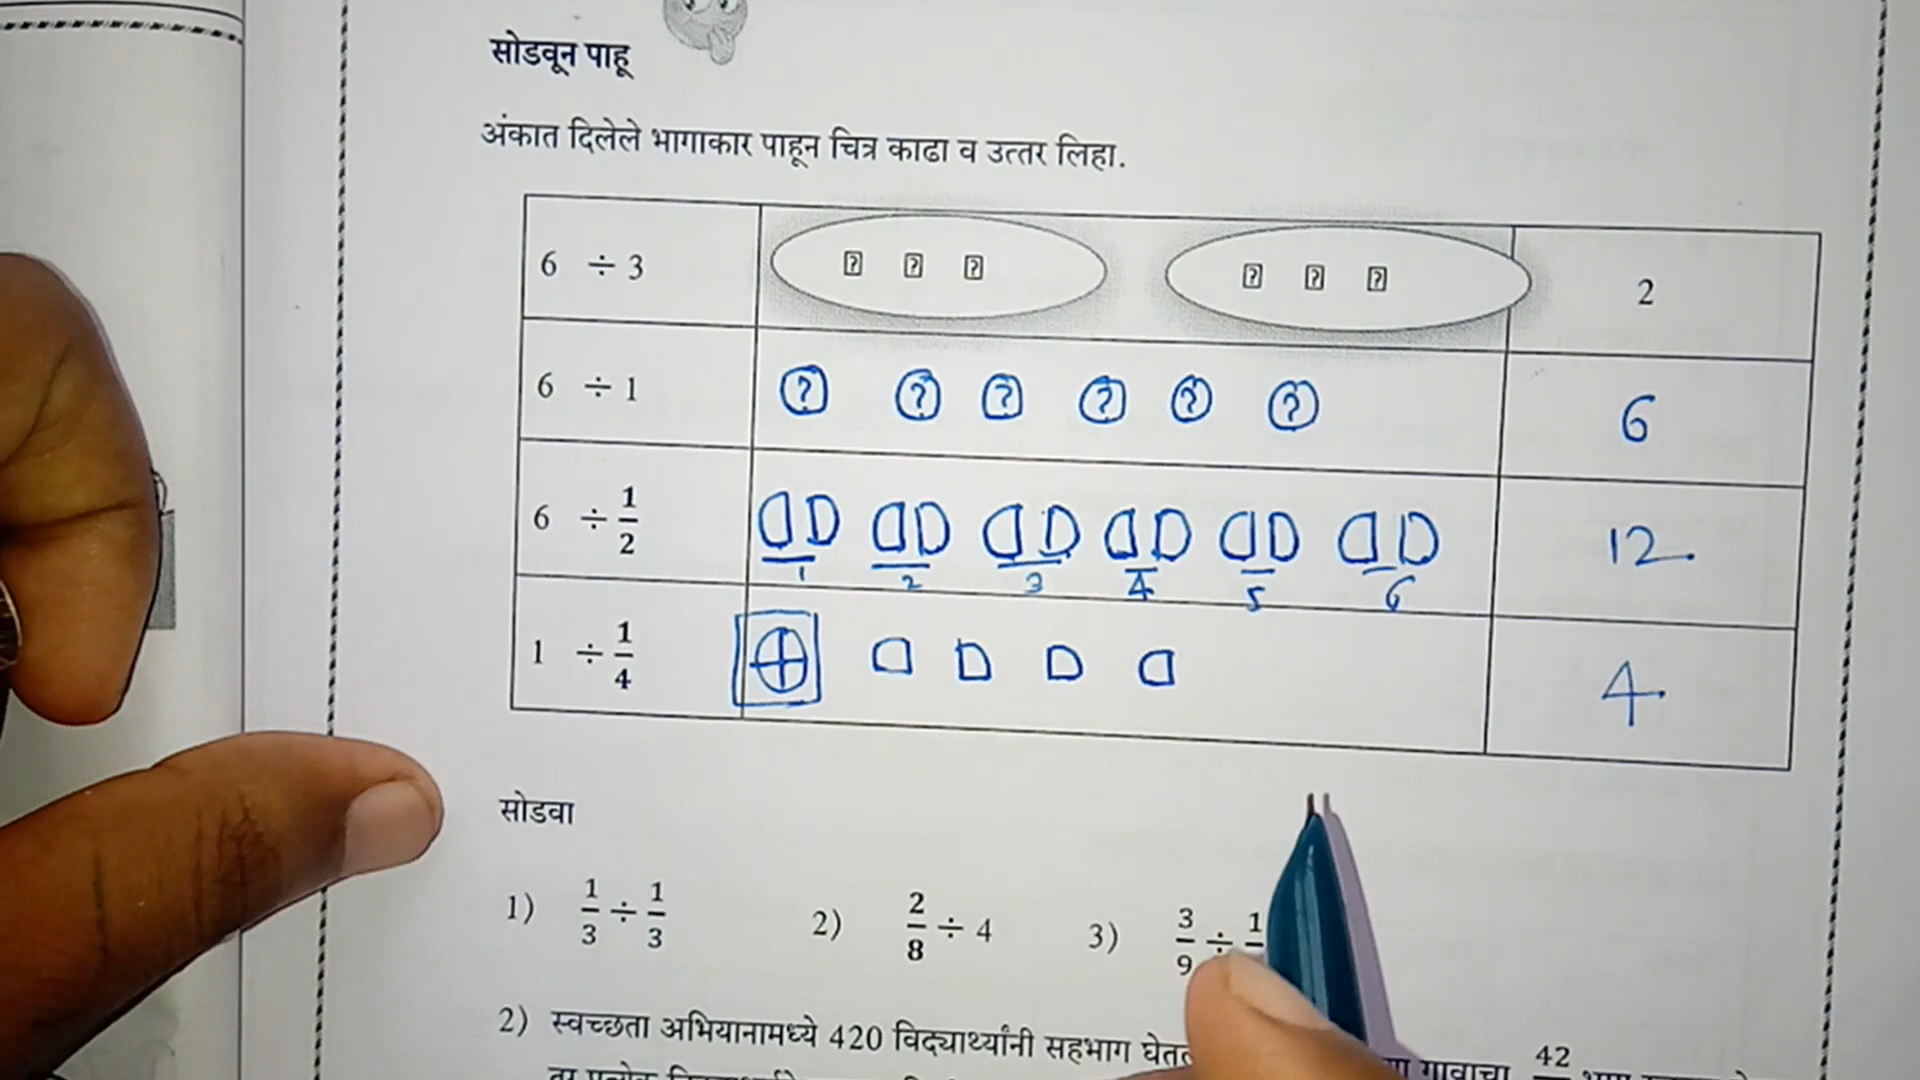 सोडवून पाहू
अंकात दिलेले भागाकार पाहून चित्र काढा व उत्तर लिहा.
6 ÷ 3 ? ? ? ? ? ? 2
6 ÷ 1 ? ? ? ? ? ? 6
6 ÷ 1/2 12
1 2 3 4 5 6
1 ÷ 1/4 4
सोडवा
1) 1/3 ÷ 1/3 2) 2/8 ÷ 4 3) 3/9 ÷ 1
2) स्वच्छता अभियानामध्ये 420 विद्यार्थ्यांनी सहभाग गावाचा 42